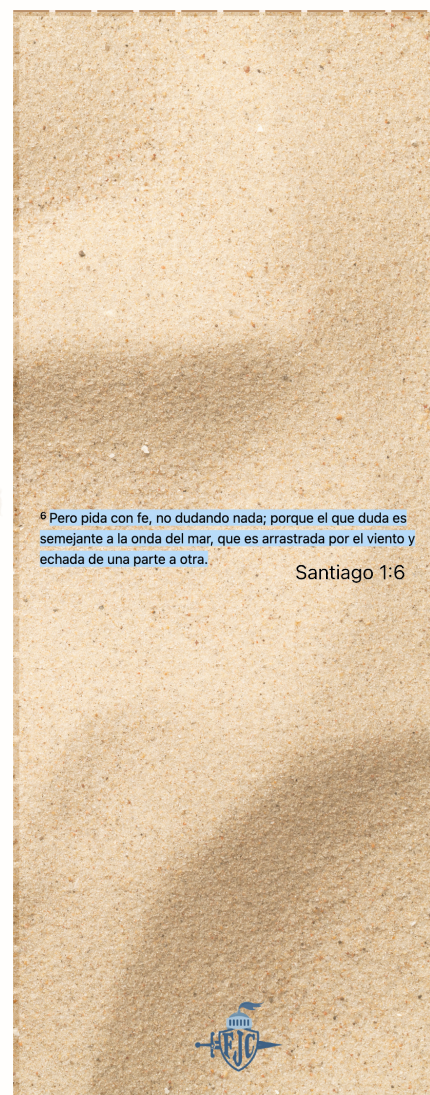 ⁶ Pero pida con fe, no dudando nada; porque el que duda es
semejante a la onda del mar, que es arrastrada por el viento y
echada de una parte a otra.
Santiago 1:6
FJC